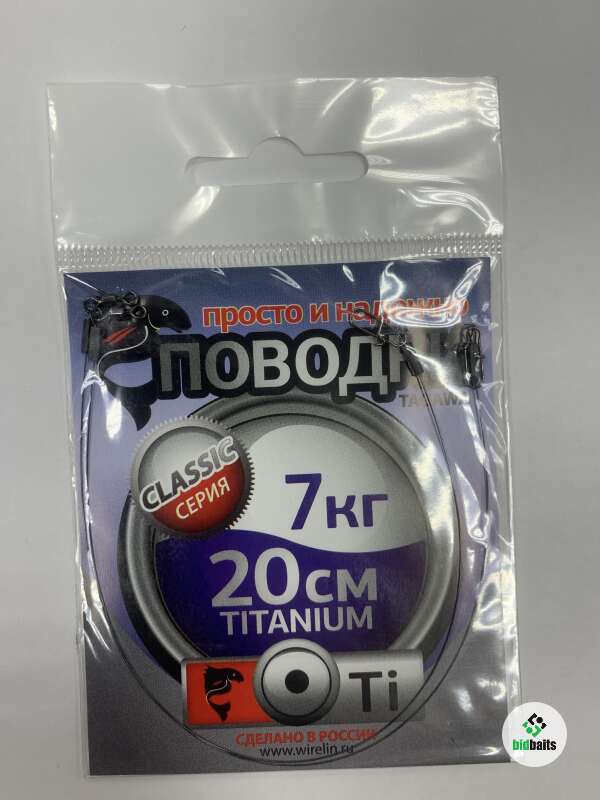 просто и надежно
ПОВОДКИ
CLASSIC
СЕРИЯ
7кг
20см
TITANIUM
Ti
СДЕЛАНО В РОССИИ
www.wirelin.ru
bidbaits